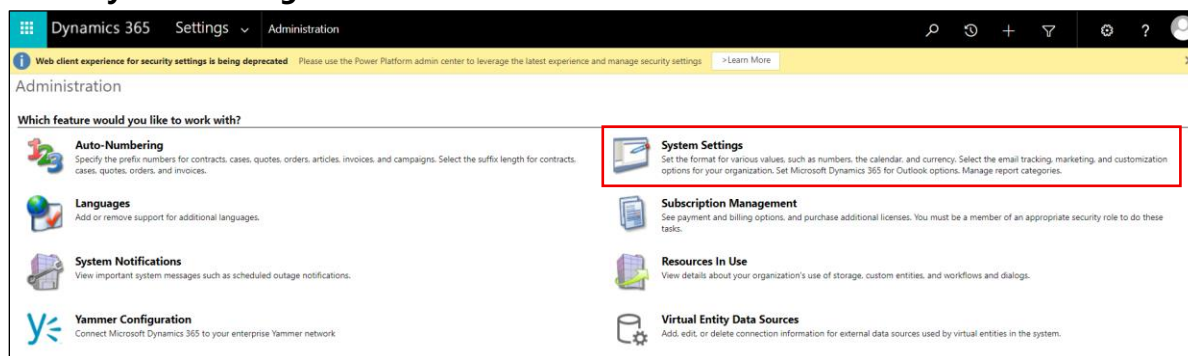 Dynamics 365 Settings Administration
Web client experience for security settings is being deprecated Please use the Power Platform admin center to leverage the latest experience and manage security settings >Learn More
Administration
Which feature would you like to work with?
Auto-Numbering
Specify the prefix numbers for contracts, cases, quotes, orders, articles, invoices, and campaigns. Select the suffix length for contracts,
cases, quotes, orders, and invoices.
System Settings
Set the format for various values, such as numbers, the calendar, and currency. Select the email tracking, marketing, and customization
options for your organization. Set Microsoft Dynamics 365 for Outlook options. Manage report categories.
Languages
Add or remove support for additional languages.
Subscription Management
See payment and billing options, and purchase additional licenses. You must be a member of an appropriate security role to do these
tasks.
System Notifications
View important system messages such as scheduled outage notifications.
Resources In Use
View details about your organization's use of storage, custom entities, and workflows and dialogs.
Yammer Configuration
Connect Microsoft Dynamics 365 to your enterprise Yammer network
Virtual Entity Data Sources
Add, edit, or delete connection information for external data sources used by virtual entities in the system.